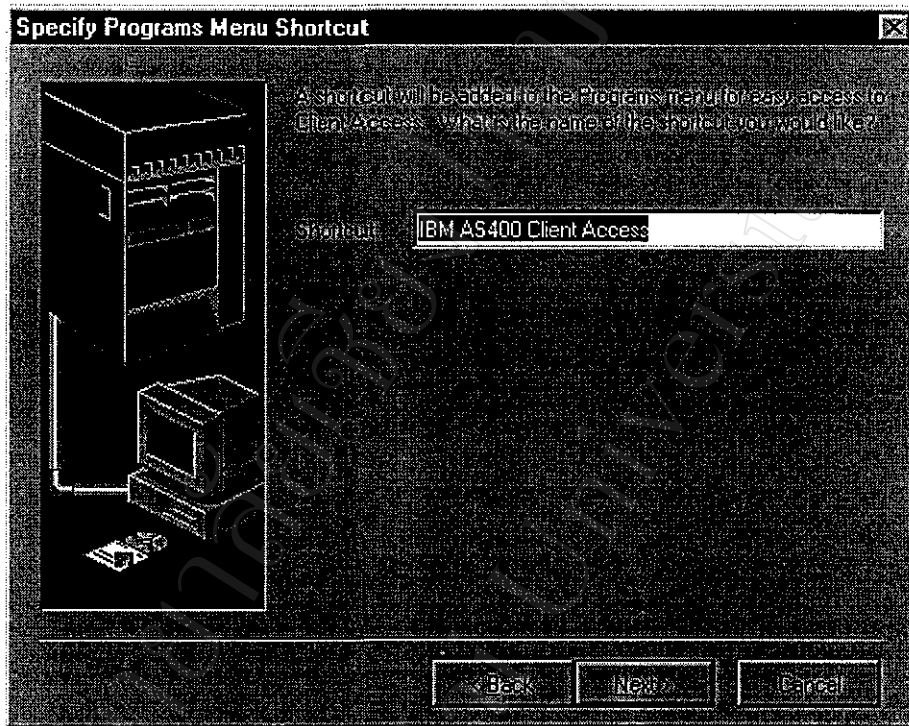 Specify Programs Menu Shortcut
A shortcut will be added to the Programs menu for easy access to
Client Access. What is the name of the shortcut you would like?
Shortcut: IBM AS400 Client Access
< Back Next > Cancel